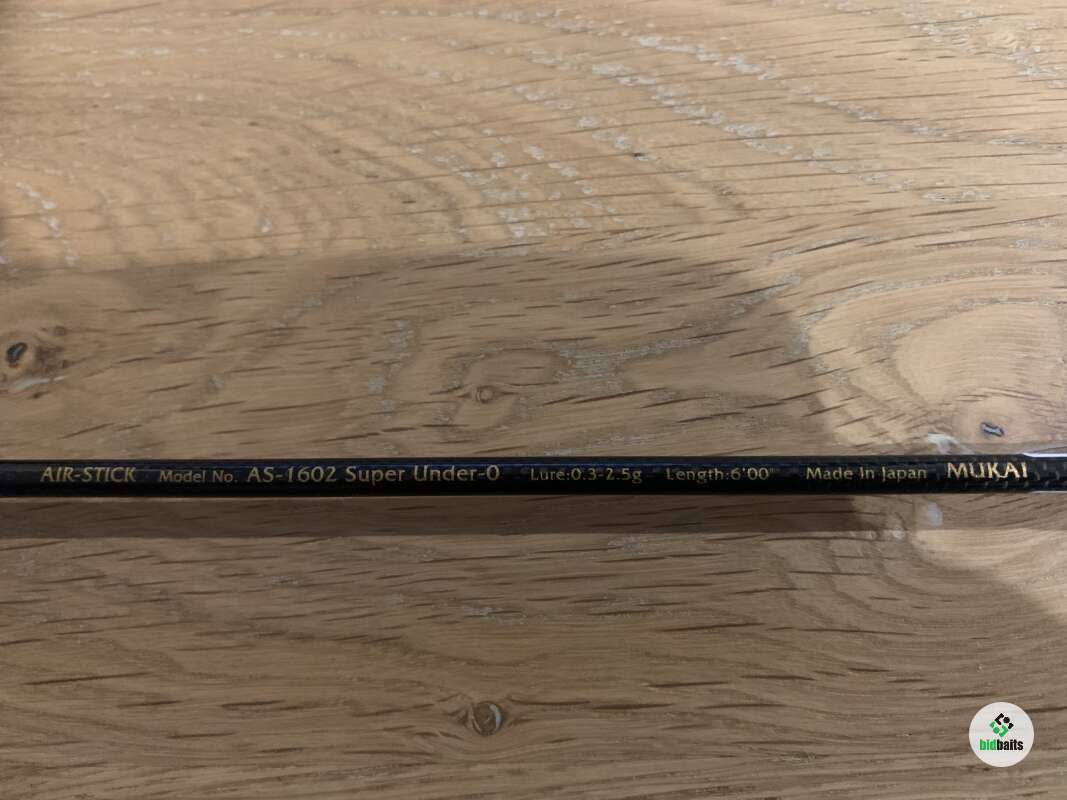 AIR-STICK Model No. AS-1602 Super Under-0 Lure:0.3-2.5g Length:6'00" Made In Japan MUKAI
bidbaits